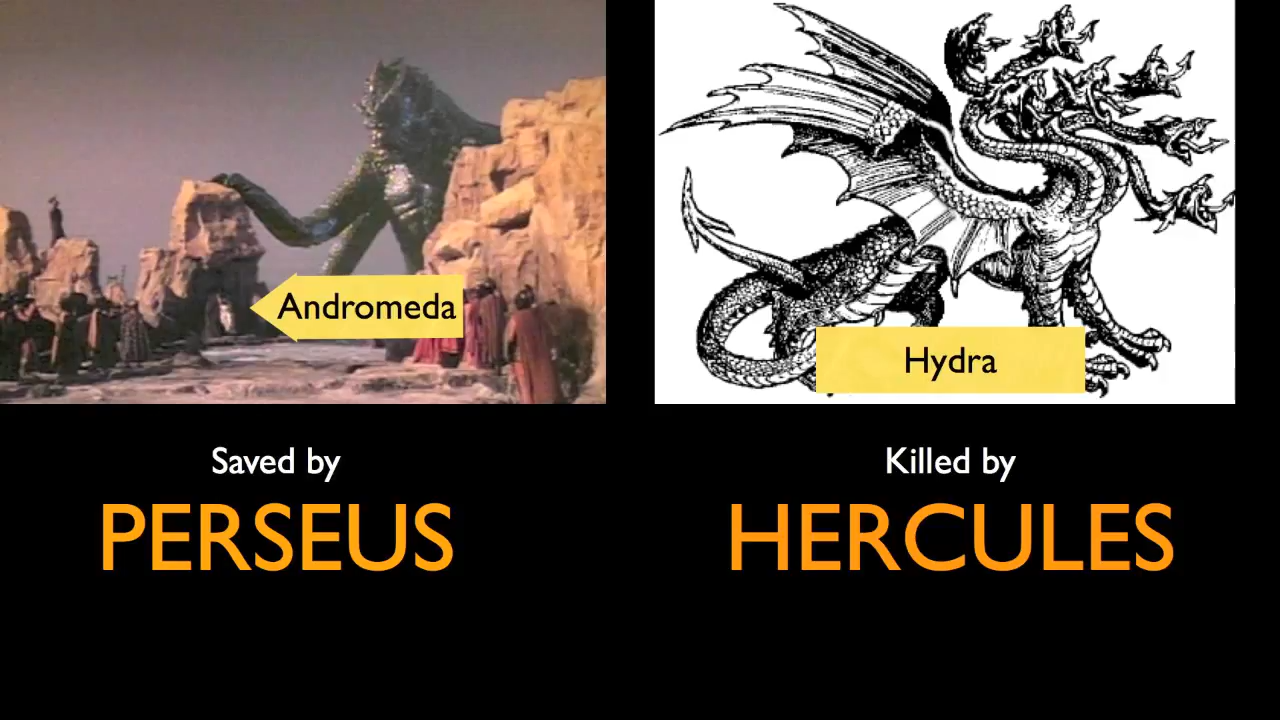 Andromeda
Saved by
PERSEUS
Hydra
Killed by
HERCULES